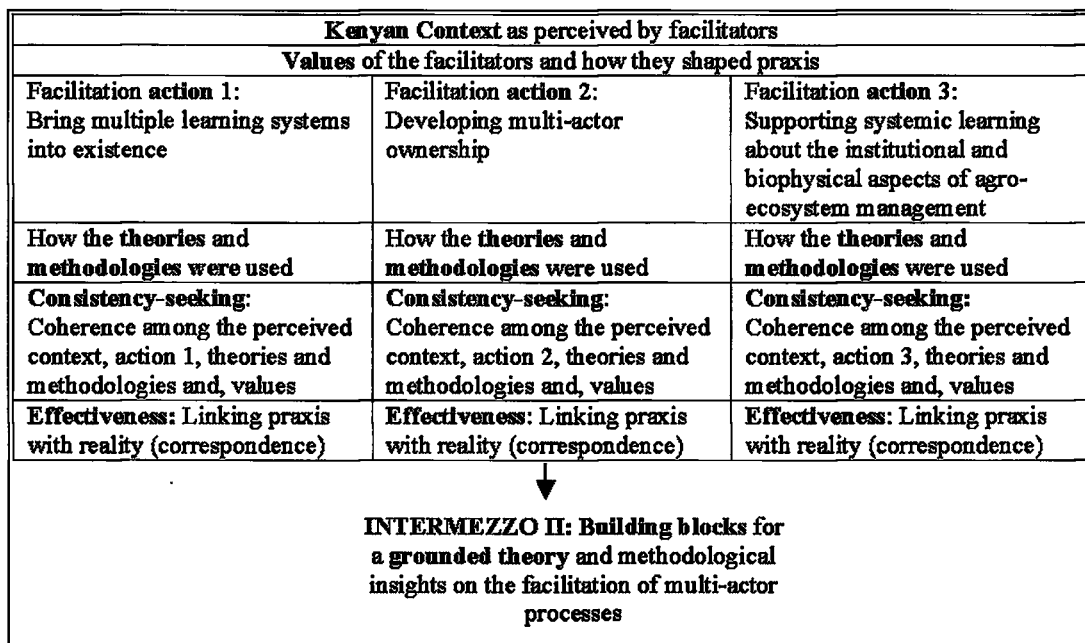 Kenyan Context as perceived by facilitators
Values of the facilitators and how they shaped praxis
Facilitation action 1:
Bring multiple learning systems
into existence
Facilitation action 2:
Developing multi-actor
ownership
Facilitation action 3:
Supporting systemic learning
about the institutional and
biophysical aspects of agro-
ecosystem management
How the theories and
methodologies were used
How the theories and
methodologies were used
How the theories and
methodologies were used
Consistency-seeking:
Coherence among the perceived
context, action 1, theories and
methodologies and, values
Consistency-seeking:
Coherence among the perceived
context, action 2, theories and
methodologies and, values
Consistency-seeking:
Coherence among the perceived
context, action 3, theories and
methodologies and, values
Effectiveness: Linking praxis
with reality (correspondence)
Effectiveness: Linking praxis
with reality (correspondence)
Effectiveness: Linking praxis
with reality (correspondence)
INTERMEZZO II: Building blocks for
a grounded theory and methodological
insights on the facilitation of multi-actor
processes